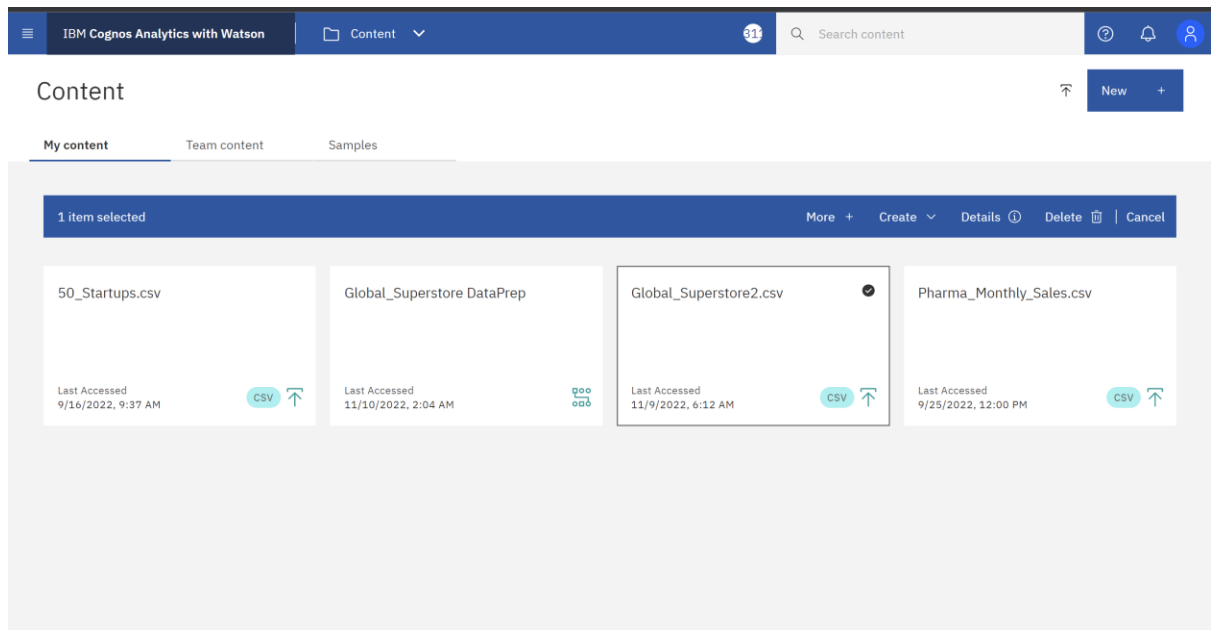 IBM Cognos Analytics with Watson
Content
Search content
Content
New +
My content
Team content
Samples
1 item selected
More +
Create
Details
Delete
Cancel
50_Startups.csv
Last Accessed
9/16/2022, 9:37 AM
CSV
Global_Superstore DataPrep
Last Accessed
11/10/2022, 2:04 AM
Global_Superstore2.csv
Last Accessed
11/9/2022, 6:12 AM
CSV
Pharma_Monthly_Sales.csv
Last Accessed
9/25/2022, 12:00 PM
CSV